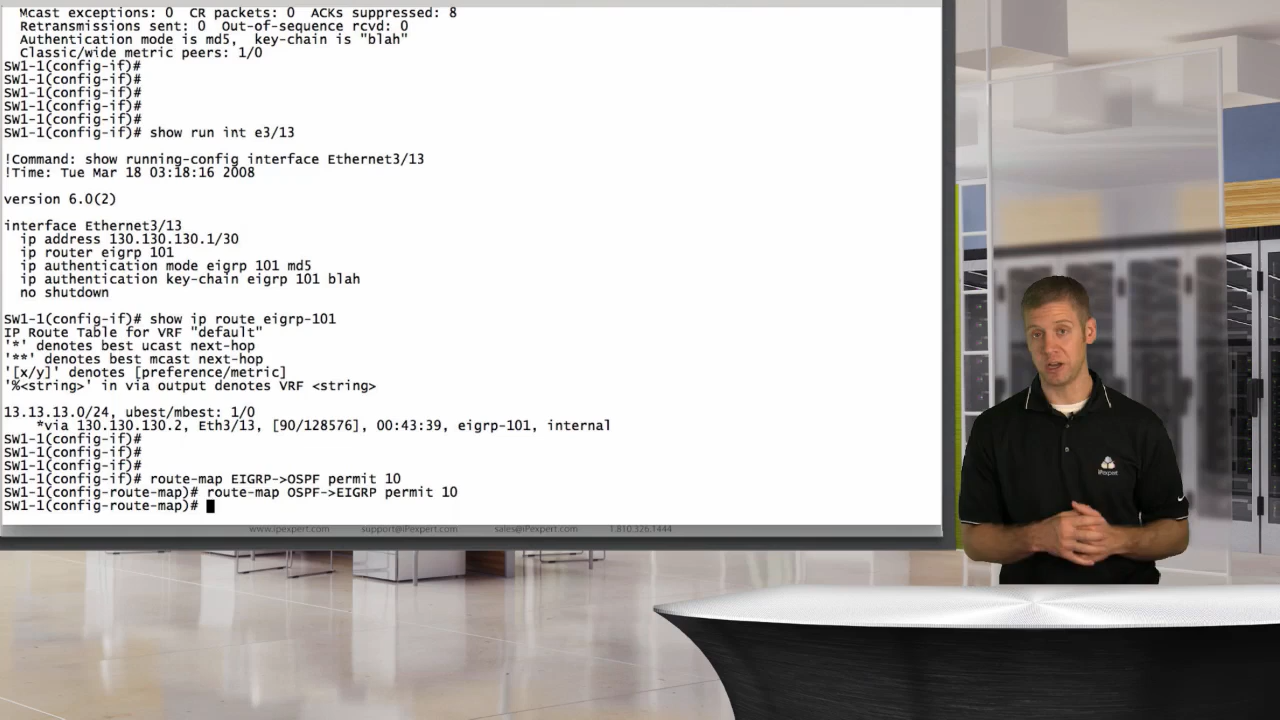 Mcast exceptions: 0  CR packets: 0  ACKs suppressed: 8
Retransmissions sent: 0  Out-of-sequence rcvd: 0
Authentication mode is md5,  key-chain is "blah"
Classic/wide metric peers: 1/0
SW1-1(config-if)#
SW1-1(config-if)#
SW1-1(config-if)#
SW1-1(config-if)#
SW1-1(config-if)#
SW1-1(config-if)# show run int e3/13
!Command: show running-config interface Ethernet3/13
!Time: Tue Mar 18 03:18:16 2008
version 6.0(2)
interface Ethernet3/13
ip address 130.130.130.1/30
ip router eigrp 101
ip authentication mode eigrp 101 md5
ip authentication key-chain eigrp 101 blah
no shutdown
SW1-1(config-if)# show ip route eigrp-101
IP Route Table for VRF "default"
'*' denotes best ucast next-hop
'**' denotes best mcast next-hop
'[x/y]' denotes [preference/metric]
'%<string>' in via output denotes VRF <string>
13.13.13.0/24, ubest/mbest: 1/0
*via 130.130.130.2, Eth3/13, [90/128576], 00:43:39, eigrp-101, internal
SW1-1(config-if)#
SW1-1(config-if)#
SW1-1(config-if)#
SW1-1(config-if)# route-map EIGRP->OSPF permit 10
SW1-1(config-route-map)# route-map OSPF->EIGRP permit 10
SW1-1(config-route-map)#
www.ipexpert.com support@iPexpert.com sales@iPexpert.com 1.810.326.1444
iPexpert